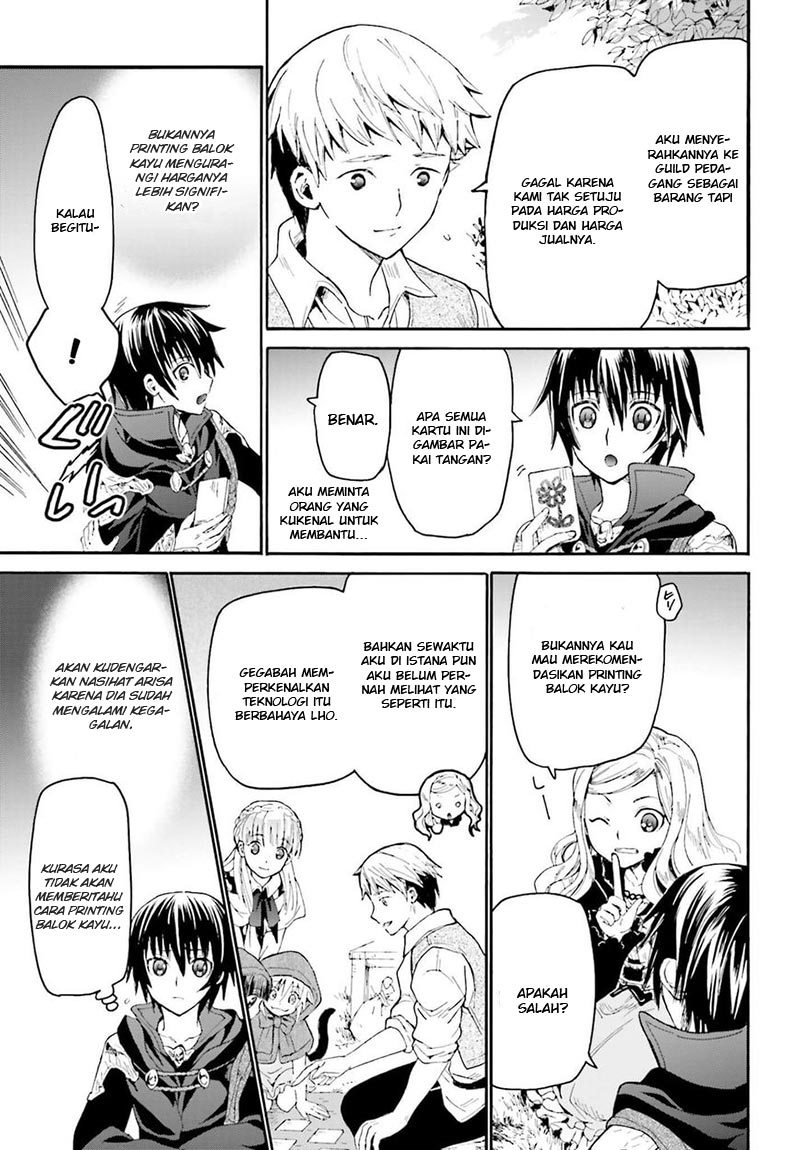 AKU MENYE-
RAHKANNYA KE
GUILD PEDA-
GANG SEBAGAI
BARANG TAPI
GAGAL KARENA
KAMI TAK SETUJU
PADA HARGA PRO-
DUKSI DAN HARGA
JUALNYA.
APA SEMUA
KARTU INI DI-
GAMBAR PA-
KAI TANGAN?
BENAR.
AKU MEMINTA
ORANG YANG
KUKENAL UNTUK
MEMBANTU...
BUKANNYA
PRINTING BALOK
KAYU MENGURA-
NGI HARGANYA
LEBIH SIGNIFI-
KAN?
KALAU
BEGITU-
!
グググ
ヒソ
BUKANNYA KAU
MAU MEREKOMEN-
DASIKAN PRINTING
BALOK KAYU?
APAKAH
SALAH?
BAHKAN SEWAKTU
AKU DI ISTANA PUN
AKU BELUM PER-
NAH MELIHAT YANG
SEPERTI ITU.
GEGABAH MEM-
PERKENALKAN
TEKNOLOGI ITU
BERBAHAYA LHO.
AKAN KUDENGAR-
KAN NASIHAT ARISA
KARENA DIA SUDAH
MENGALAMI KEGA-
GALAN.
KURASA AKU
TIDAK AKAN
MEMBERITAHU
CARA PRINTING
BALOK KAYU...